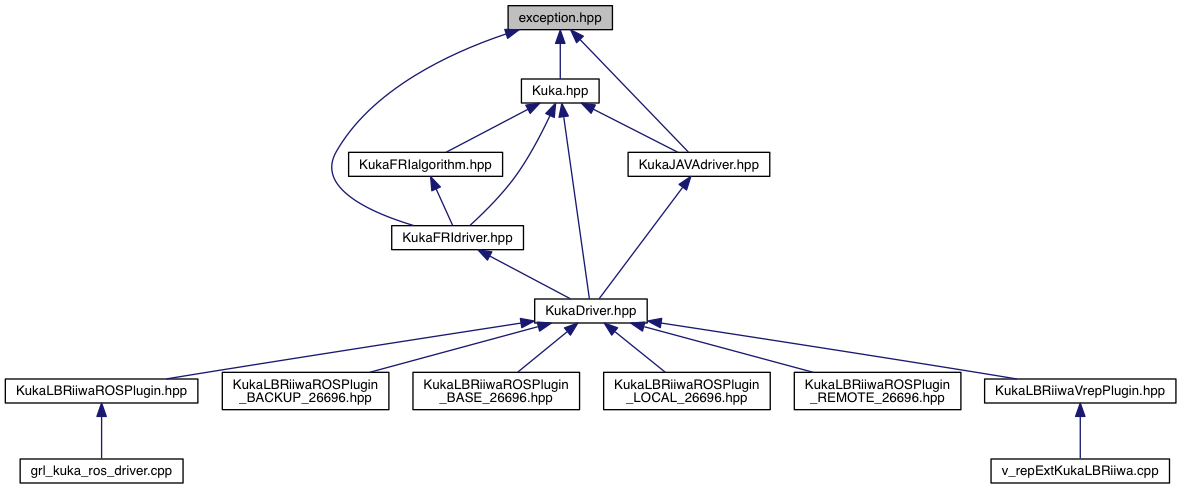 exception.hpp
Kuka.hpp
KukaFRIalgorithm.hpp
KukaJAVAdriver.hpp
KukaFRIdriver.hpp
KukaDriver.hpp
KukaLBRiiwaROSPlugin.hpp
KukaLBRiiwaROSPlugin
_BACKUP_26696.hpp
KukaLBRiiwaROSPlugin
_BASE_26696.hpp
KukaLBRiiwaROSPlugin
_LOCAL_26696.hpp
KukaLBRiiwaROSPlugin
_REMOTE_26696.hpp
KukaLBRiiwaVrepPlugin.hpp
grl_kuka_ros_driver.cpp
v_repExtKukaLBRiiwa.cpp